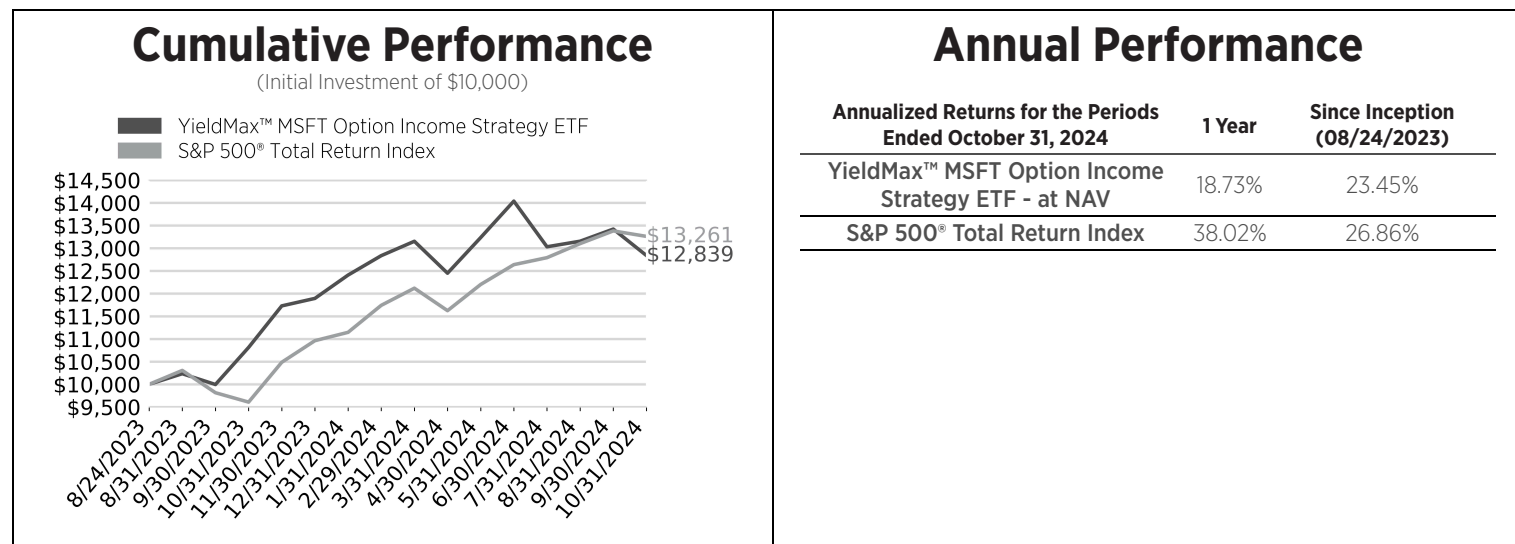 Cumulative Performance
(Initial Investment of $10,000)
YieldMax™ MSFT Option Income Strategy ETF
S&P 500® Total Return Index
$14,500
$14,000
$13,500
$13,000
$12,500
$12,000
$11,500
$11,000
$10,500
$10,000
$9,500
$13,261
$12,839
8/24/2023
8/31/2023
9/30/2023
10/31/2023
11/30/2023
12/31/2023
1/31/2024
2/29/2024
3/31/2024
4/30/2024
5/31/2024
6/30/2024
7/31/2024
8/31/2024
9/30/2024
10/31/2024
Annual Performance
Annualized Returns for the Periods
Ended October 31, 2024
1 Year
Since Inception
(08/24/2023)
YieldMax™ MSFT Option Income
Strategy ETF - at NAV
18.73%
23.45%
S&P 500® Total Return Index
38.02%
26.86%